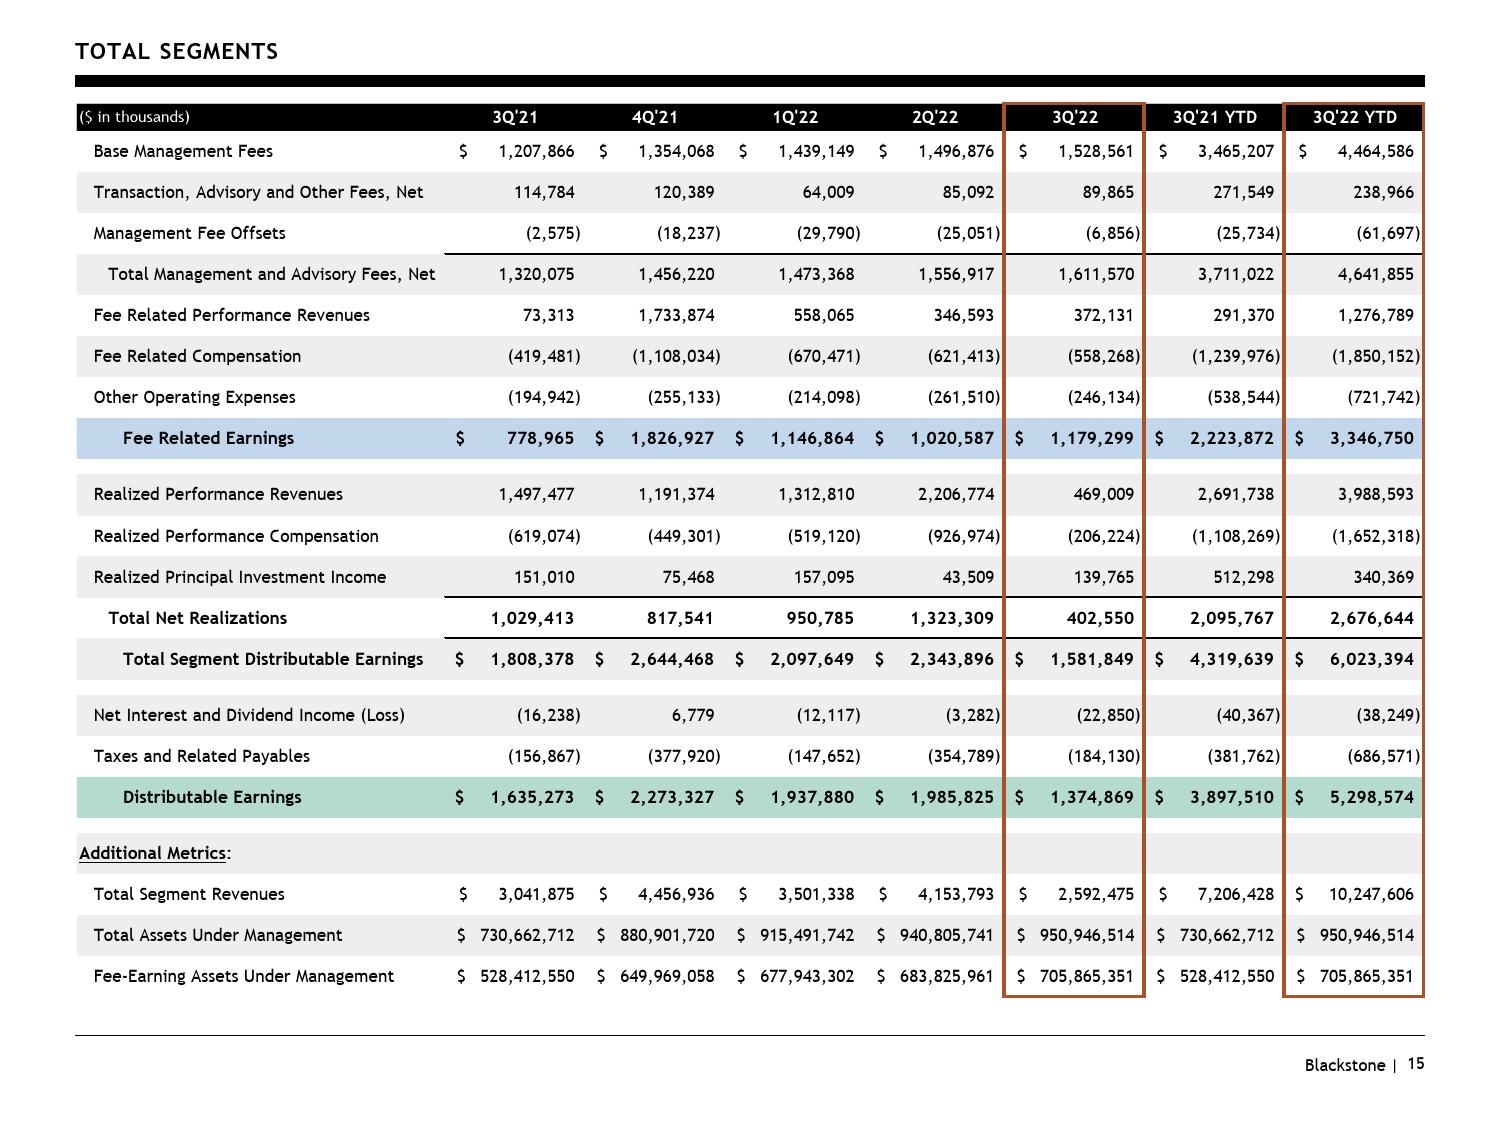 TOTAL SEGMENTS
($ in thousands) 3Q'21 4Q'21 1Q'22 2Q'22 3Q'22 3Q'21 YTD 3Q'22 YTD
Base Management Fees $ 1,207,866 $ 1,354,068 $ 1,439,149 $ 1,496,876 $ 1,528,561 $ 3,465,207 $ 4,464,586
Transaction, Advisory and Other Fees, Net 114,784 120,389 64,009 85,092 89,865 271,549 238,966
Management Fee Offsets (2,575) (18,237) (29,790) (25,051) (6,856) (25,734) (61,697)
Total Management and Advisory Fees, Net 1,320,075 1,456,220 1,473,368 1,556,917 1,611,570 3,711,022 4,641,855
Fee Related Performance Revenues 73,313 1,733,874 558,065 346,593 372,131 291,370 1,276,789
Fee Related Compensation (419,481) (1,108,034) (670,471) (621,413) (558,268) (1,239,976) (1,850,152)
Other Operating Expenses (194,942) (255,133) (214,098) (261,510) (246,134) (538,544) (721,742)
Fee Related Earnings $ 778,965 $ 1,826,927 $ 1,146,864 $ 1,020,587 $ 1,179,299 $ 2,223,872 $ 3,346,750
Realized Performance Revenues 1,497,477 1,191,374 1,312,810 2,206,774 469,009 2,691,738 3,988,593
Realized Performance Compensation (619,074) (449,301) (519,120) (926,974) (206,224) (1,108,269) (1,652,318)
Realized Principal Investment Income 151,010 75,468 157,095 43,509 139,765 512,298 340,369
Total Net Realizations 1,029,413 817,541 950,785 1,323,309 402,550 2,095,767 2,676,644
Total Segment Distributable Earnings $ 1,808,378 $ 2,644,468 $ 2,097,649 $ 2,343,896 $ 1,581,849 $ 4,319,639 $ 6,023,394
Net Interest and Dividend Income (Loss) (16,238) 6,779 (12,117) (3,282) (22,850) (40,367) (38,249)
Taxes and Related Payables (156,867) (377,920) (147,652) (354,789) (184,130) (381,762) (686,571)
Distributable Earnings $ 1,635,273 $ 2,273,327 $ 1,937,880 $ 1,985,825 $ 1,374,869 $ 3,897,510 $ 5,298,574
Additional Metrics:
Total Segment Revenues $ 3,041,875 $ 4,456,936 $ 3,501,338 $ 4,153,793 $ 2,592,475 $ 7,206,428 $ 10,247,606
Total Assets Under Management $ 730,662,712 $ 880,901,720 $ 915,491,742 $ 940,805,741 $ 950,946,514 $ 730,662,712 $ 950,946,514
Fee-Earning Assets Under Management $ 528,412,550 $ 649,969,058 $ 677,943,302 $ 683,825,961 $ 705,865,351 $ 528,412,550 $ 705,865,351
Blackstone | 15